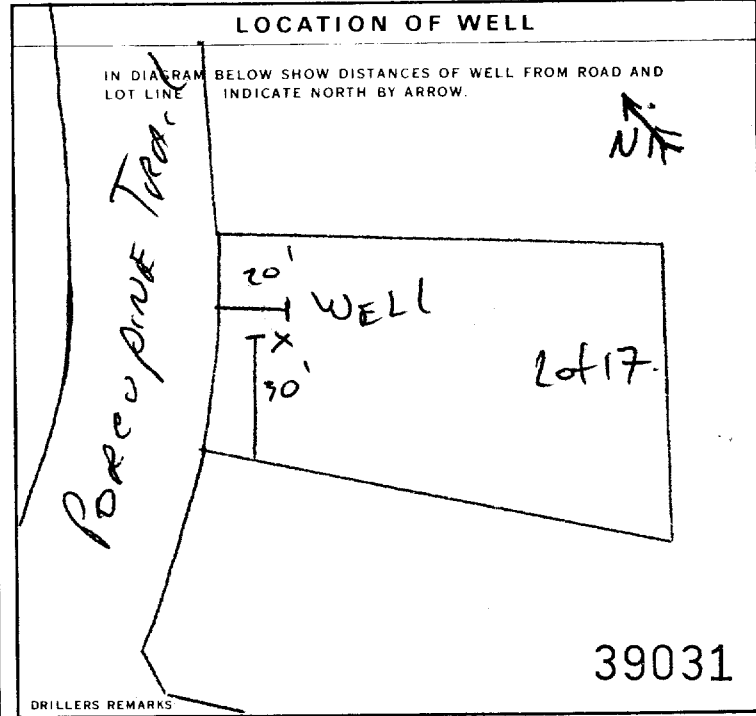 LOCATION OF WELL
IN DIAGRAM BELOW SHOW DISTANCES OF WELL FROM ROAD AND
LOT LINE INDICATE NORTH BY ARROW.
N
PORCUPINE TRAIL
20'
WELL
X
30'
Lot 17.
39031
DRILLERS REMARKS